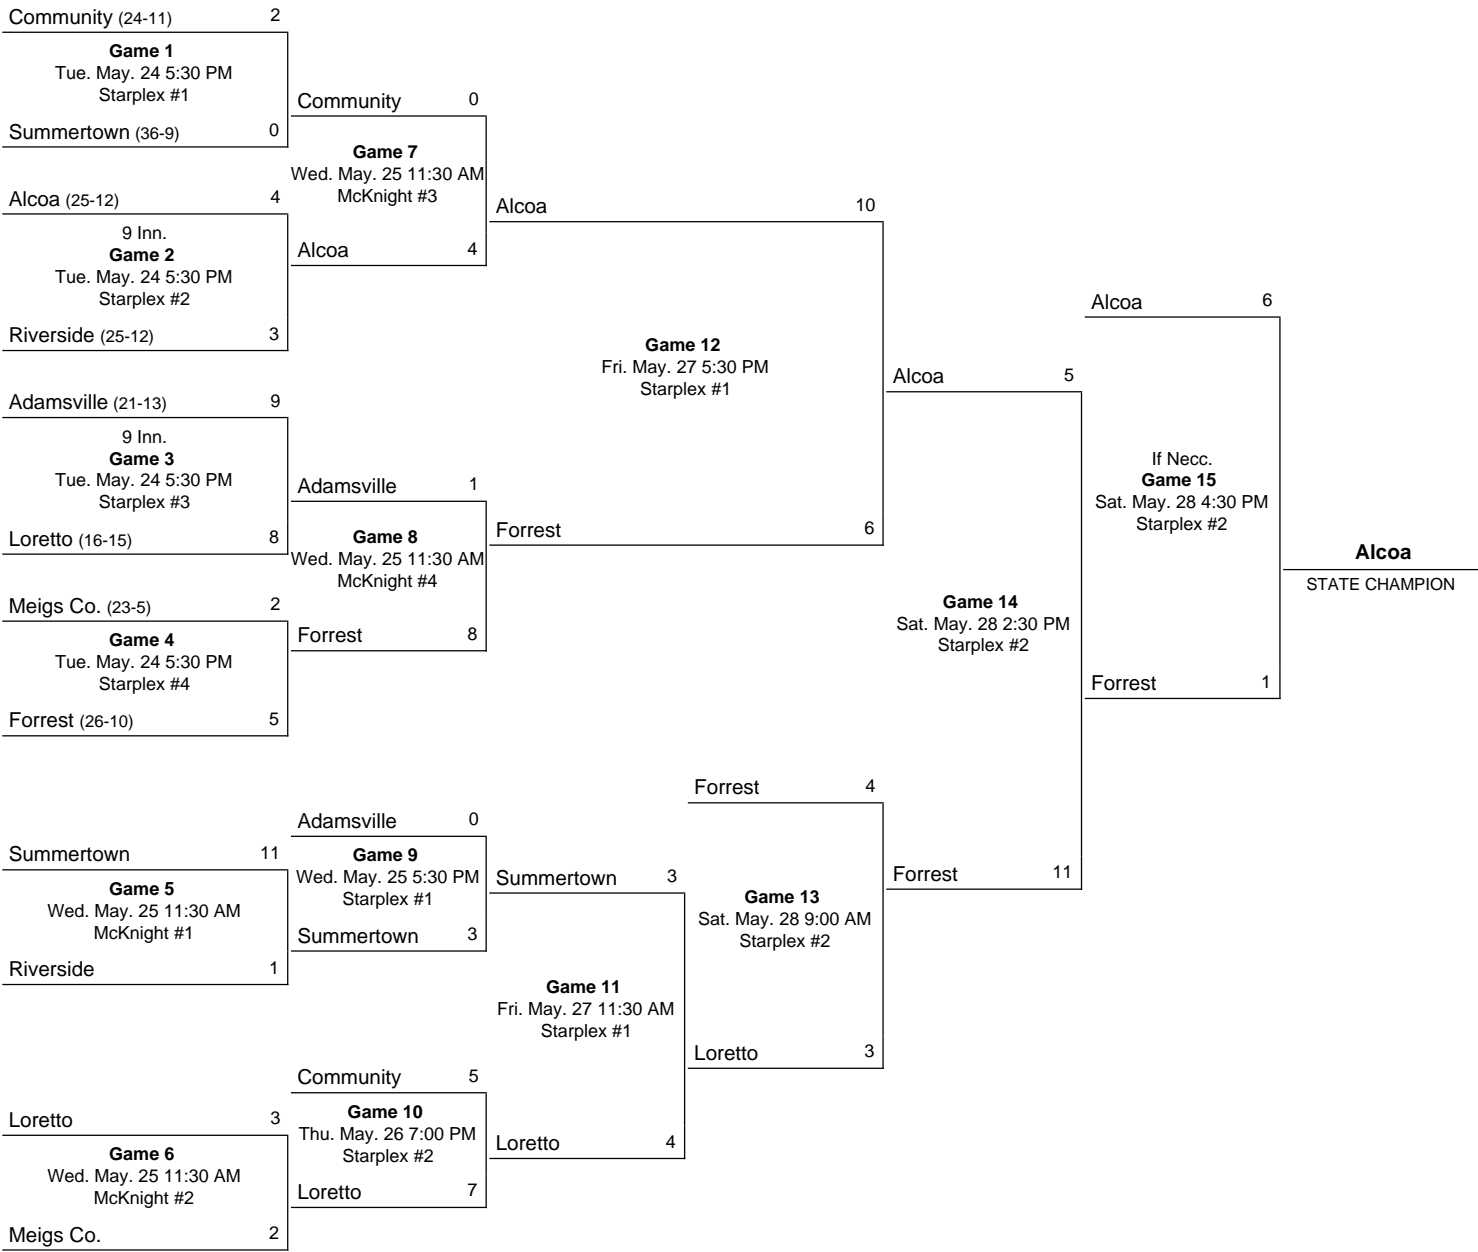 Community (24-11) 2
Game 1
Tue. May. 24 5:30 PM
Starplex #1
Summertown (36-9) 0
Alcoa (25-12) 4
9 Inn.
Game 2
Tue. May. 24 5:30 PM
Starplex #2
Riverside (25-12) 3
Adamsville (21-13) 9
9 Inn.
Game 3
Tue. May. 24 5:30 PM
Starplex #3
Loretto (16-15) 8
Meigs Co. (23-5) 2
Game 4
Tue. May. 24 5:30 PM
Starplex #4
Forrest (26-10) 5
Summertown 11
Game 5
Wed. May. 25 11:30 AM
McKnight #1
Riverside 1
Loretto 3
Game 6
Wed. May. 25 11:30 AM
McKnight #2
Meigs Co. 2
Community 0
Game 7
Wed. May. 25 11:30 AM
McKnight #3
Alcoa 4
Adamsville 1
Game 8
Wed. May. 25 11:30 AM
McKnight #4
Forrest 8
Adamsville 0
Game 9
Wed. May. 25 5:30 PM
Starplex #1
Summertown 3
Community 5
Game 10
Thu. May. 26 7:00 PM
Starplex #2
Loretto 7
Alcoa 10
Game 12
Fri. May. 27 5:30 PM
Starplex #1
Forrest 6
Summertown 3
Game 11
Fri. May. 27 11:30 AM
Starplex #1
Loretto 4
Forrest 4
Game 13
Sat. May. 28 9:00 AM
Starplex #2
Loretto 3
Alcoa 5
Game 14
Sat. May. 28 2:30 PM
Starplex #2
Forrest 11
Alcoa 6
If Necc.
Game 15
Sat. May. 28 4:30 PM
Starplex #2
Forrest 1
Alcoa
STATE CHAMPION